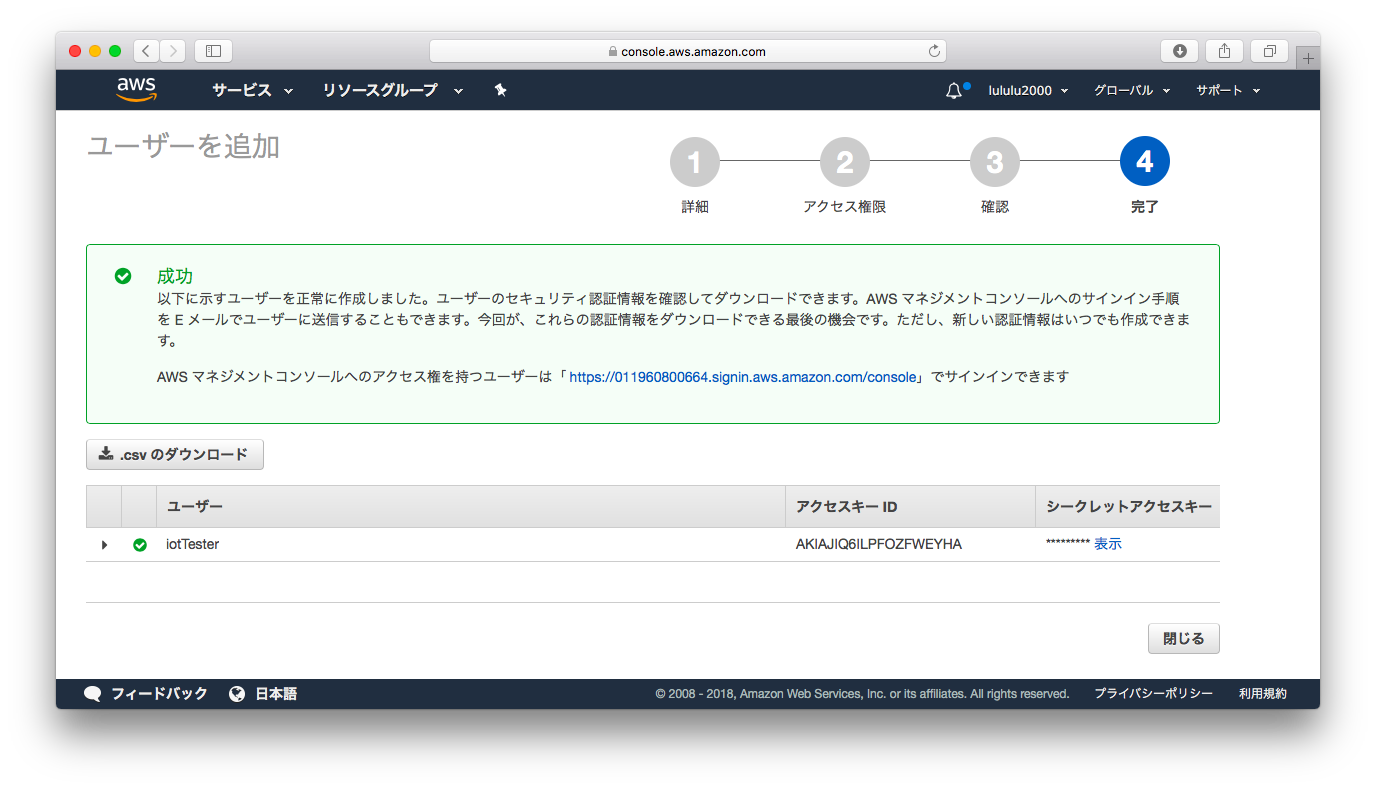 console.aws.amazon.com
aws サービス リソースグループ lululu2000 グローバル サポート
ユーザーを追加
1 2 3 4
詳細 アクセス権限 確認 完了
成功
以下に示すユーザーを正常に作成しました。ユーザーのセキュリティ認証情報を確認してダウンロードできます。AWS マネジメントコンソールへのサインイン手順
を E メールでユーザーに送信することもできます。今回が、これらの認証情報をダウンロードできる最後の機会です。ただし、新しい認証情報はいつでも作成できま
す。
AWS マネジメントコンソールへのアクセス権を持つユーザーは「 https://011960800664.signin.aws.amazon.com/console」でサインインできます
.csv のダウンロード
ユーザー アクセスキー ID シークレットアクセスキー
iotTester AKIAJIQ6ILPFOZFWEYHA ********* 表示
閉じる
フィードバック 日本語 © 2008 - 2018, Amazon Web Services, Inc. or its affiliates. All rights reserved. プライバシーポリシー 利用規約